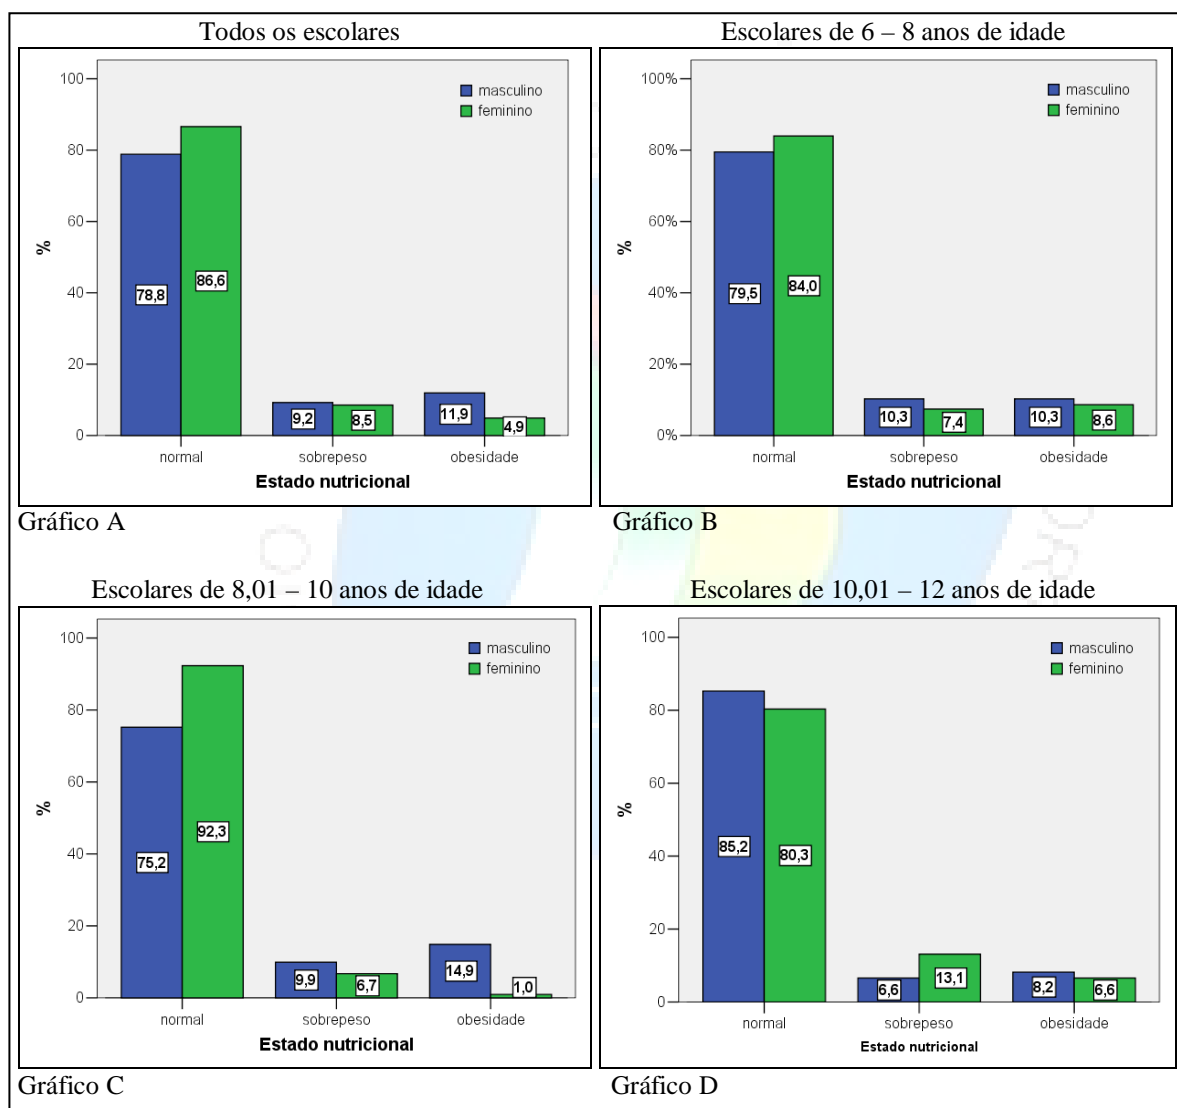 Todos os escolares
100
80
60
40
20
0
%
masculino
feminino
78,8
86,6
9,2
8,5
11,9
4,9
normal
sobrepeso
obesidade
Estado nutricional
Gráfico A
Escolares de 6 – 8 anos de idade
100%
80%
60%
40%
20%
0%
%
masculino
feminino
79,5
84,0
10,3
7,4
10,3
8,6
normal
sobrepeso
obesidade
Estado nutricional
Gráfico B
Escolares de 8,01 – 10 anos de idade
100
80
60
40
20
0
%
masculino
feminino
75,2
92,3
9,9
6,7
14,9
1,0
normal
sobrepeso
obesidade
Estado nutricional
Gráfico C
Escolares de 10,01 – 12 anos de idade
100
80
60
40
20
0
%
masculino
feminino
85,2
80,3
6,6
13,1
8,2
6,6
normal
sobrepeso
obesidade
Estado nutricional
Gráfico D